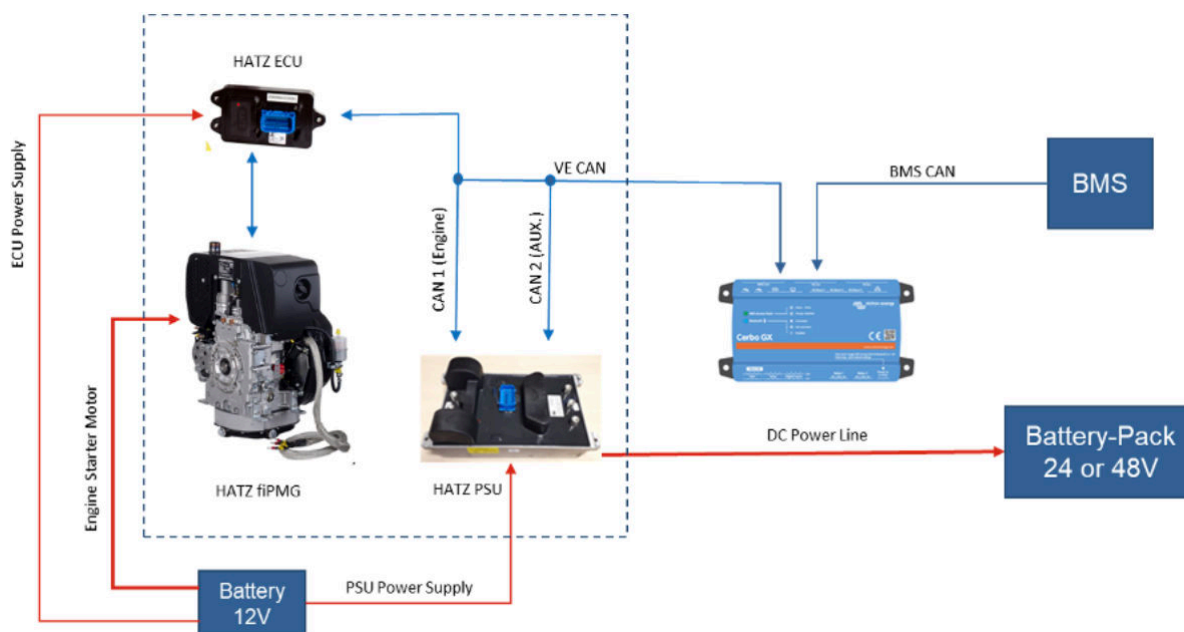 HATZ ECU
ECU Power Supply
VE CAN
BMS CAN
BMS
CAN 1 (Engine)
CAN 2 (AUX.)
Engine Starter Motor
Cerbo GX
CE
HATZ fiPMG
HATZ PSU
DC Power Line
Battery-Pack
24 or 48V
Battery
12V
PSU Power Supply